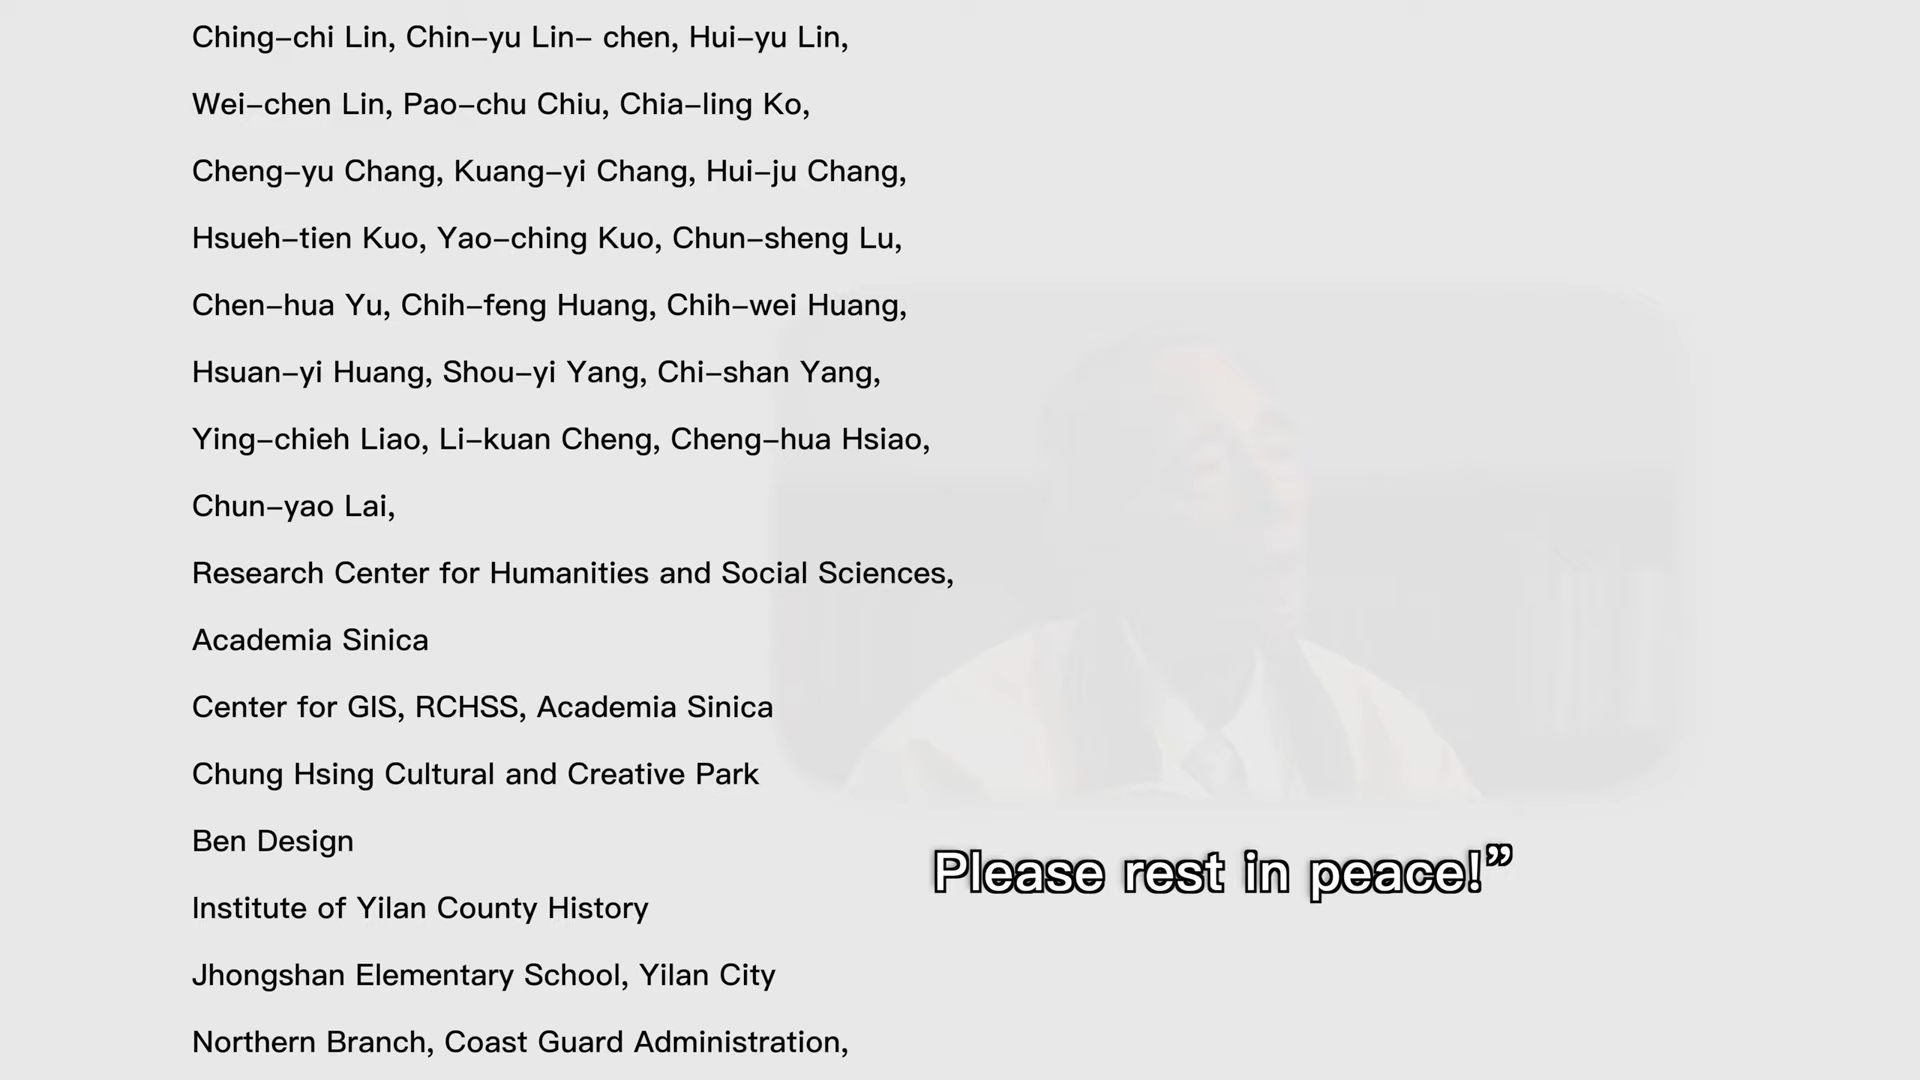 Ching-chi Lin, Chin-yu Lin- chen, Hui-yu Lin,
Wei-chen Lin, Pao-chu Chiu, Chia-ling Ko,
Cheng-yu Chang, Kuang-yi Chang, Hui-ju Chang,
Hsueh-tien Kuo, Yao-ching Kuo, Chun-sheng Lu,
Chen-hua Yu, Chih-feng Huang, Chih-wei Huang,
Hsuan-yi Huang, Shou-yi Yang, Chi-shan Yang,
Ying-chieh Liao, Li-kuan Cheng, Cheng-hua Hsiao,
Chun-yao Lai,
Research Center for Humanities and Social Sciences,
Academia Sinica
Center for GIS, RCHSS, Academia Sinica
Chung Hsing Cultural and Creative Park
Ben Design
Institute of Yilan County History
Jhongshan Elementary School, Yilan City
Northern Branch, Coast Guard Administration,
Please rest in peace!”